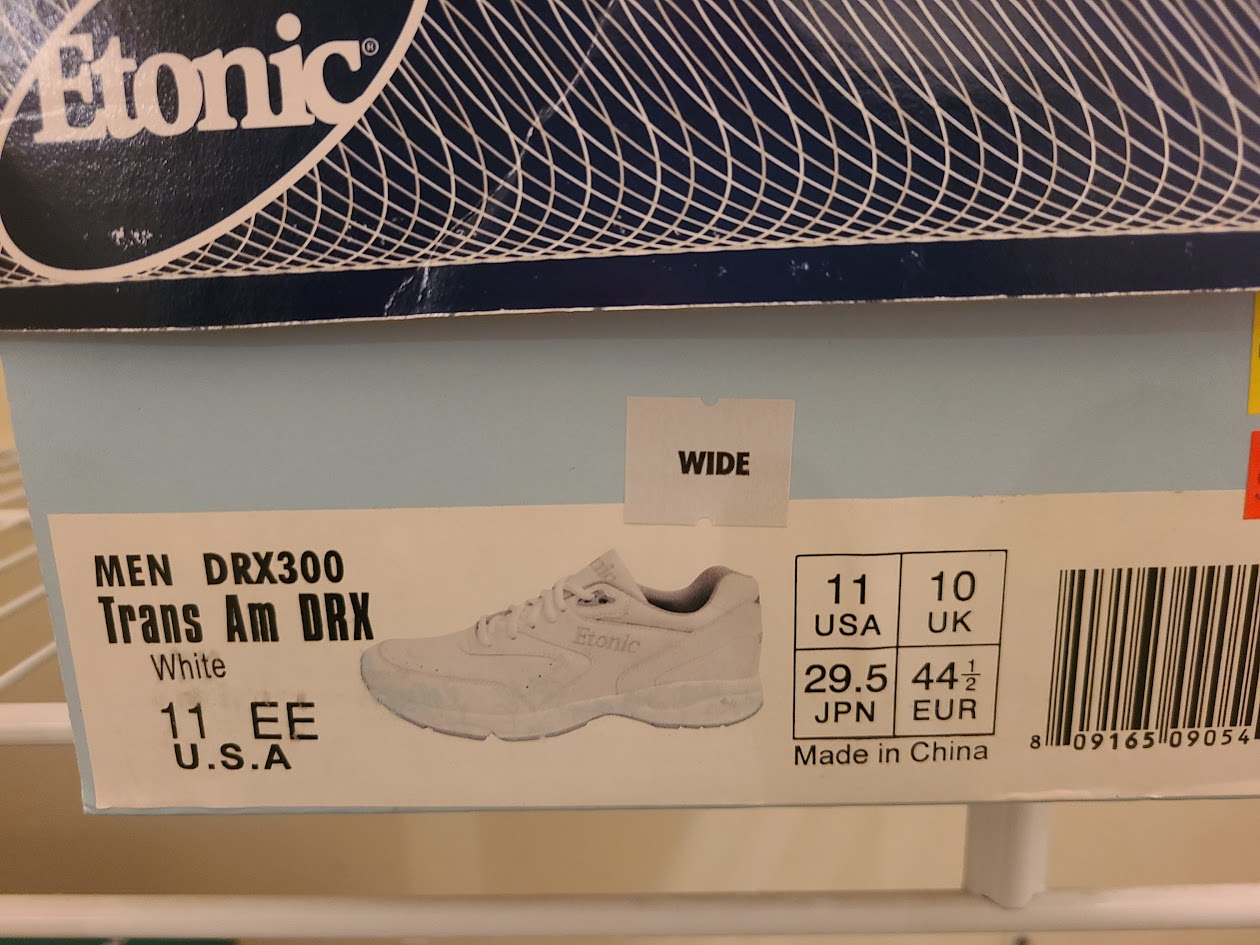 Etonic®
WIDE
MEN DRX300
Trans Am DRX
White
11 EE
U.S.A
Etonic
11
USA
10
UK
29.5
JPN
44½
EUR
Made in China
8 09165 09054